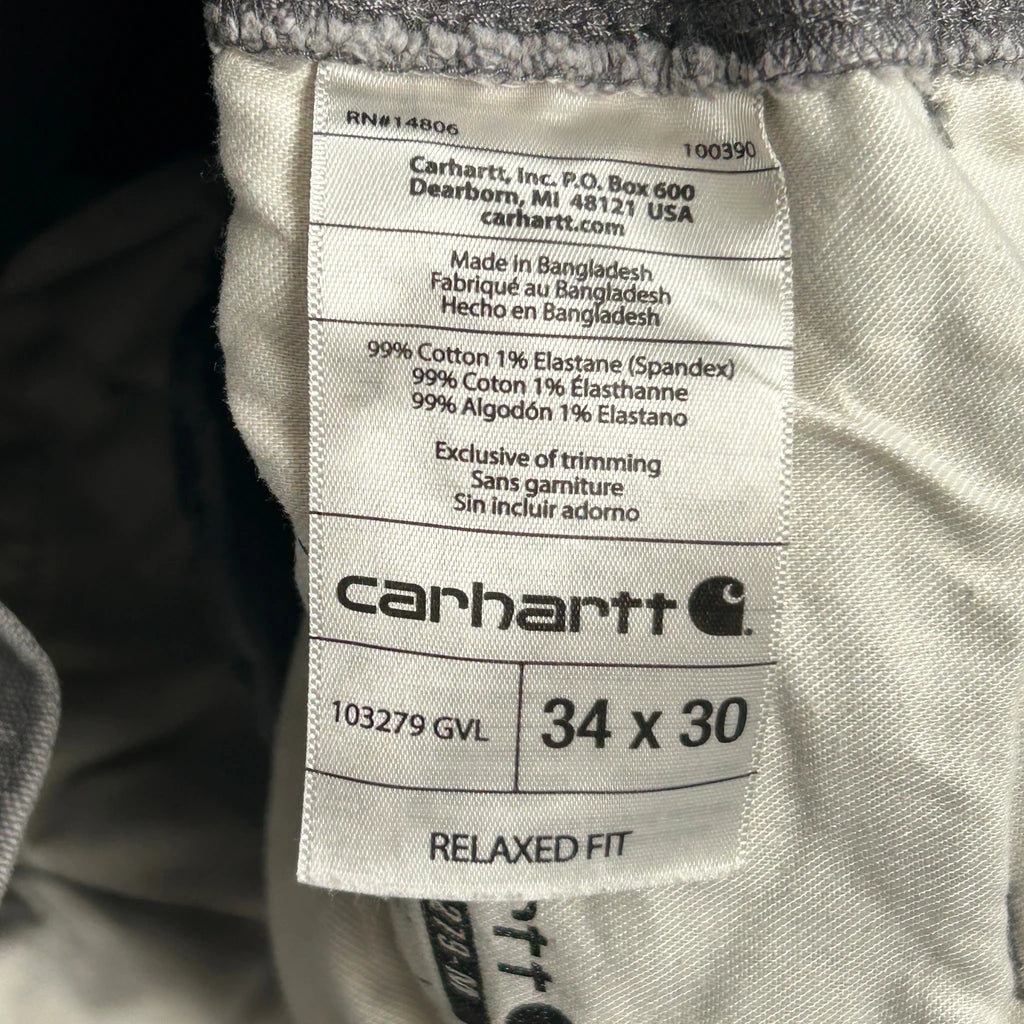 RN#14806
100390
Carhartt, Inc. P.O. Box 600
Dearborn, MI 48121 USA
carhartt.com
Made in Bangladesh
Fabriqué au Bangladesh
Hecho en Bangladesh
99% Cotton 1% Elastane (Spandex)
99% Coton 1% Élasthanne
99% Algodón 1% Elastano
Exclusive of trimming
Sans garniture
Sin incluir adorno
carhartt
103279 GVL
34 x 30
RELAXED FIT
279-M
rtt